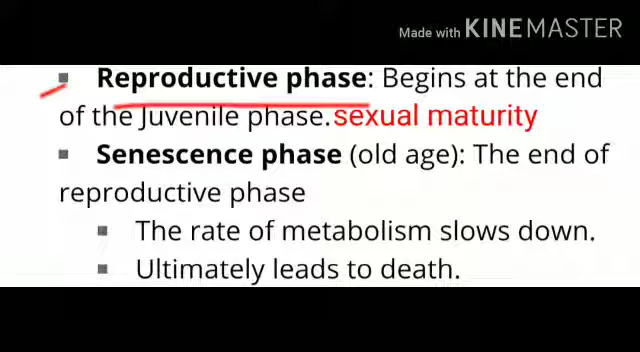 Made with KINEMASTER
▪ Reproductive phase: Begins at the end
of the Juvenile phase. sexual maturity
▪ Senescence phase (old age): The end of
reproductive phase
▪ The rate of metabolism slows down.
▪ Ultimately leads to death.